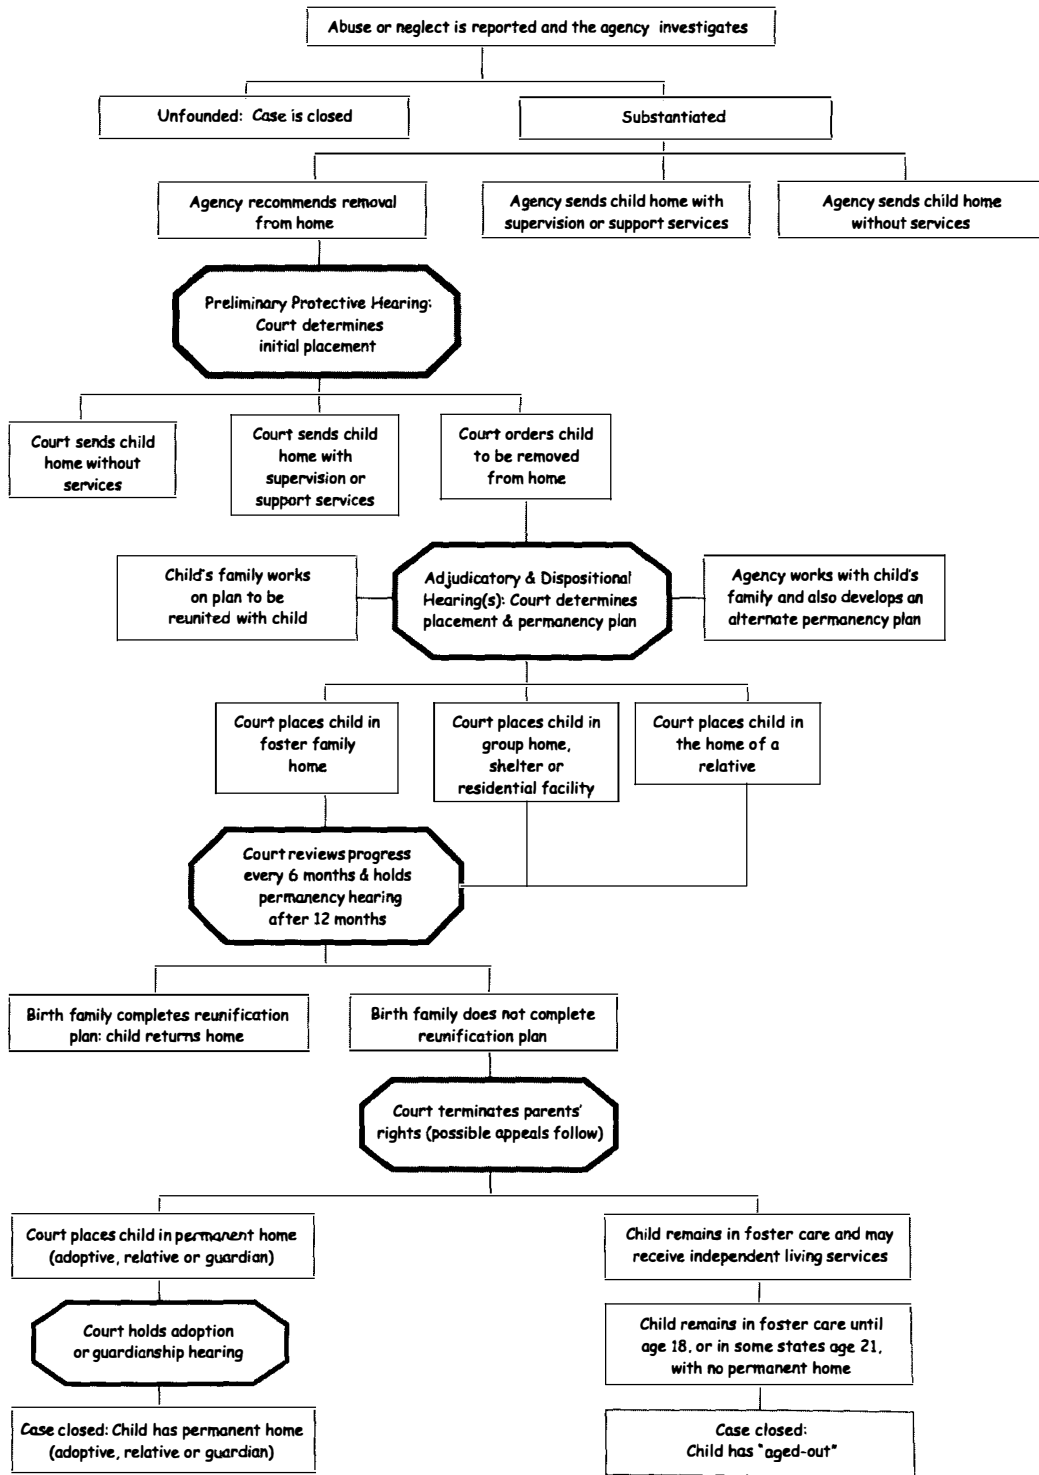 Abuse or neglect is reported and the agency investigates
Unfounded: Case is closed
Substantiated
Agency recommends removal
from home
Agency sends child home with
supervision or support services
Agency sends child home
without services
Preliminary Protective Hearing:
Court determines
initial placement
Court sends child
home without
services
Court sends child
home with
supervision or
support services
Court orders child
to be removed
from home
Child's family works
on plan to be
reunited with child
Adjudicatory & Dispositional
Hearing(s): Court determines
placement & permanency plan
Agency works with child's
family and also develops an
alternate permanency plan
Court places child in
foster family
home
Court places child in
group home,
shelter or
residential facility
Court places child in
the home of a
relative
Court reviews progress
every 6 months & holds
permanency hearing
after 12 months
Birth family completes reunification
plan: child returns home
Birth family does not complete
reunification plan
Court terminates parents'
rights (possible appeals follow)
Court places child in permanent home
(adoptive, relative or guardian)
Child remains in foster care and may
receive independent living services
Court holds adoption
or guardianship hearing
Child remains in foster care until
age 18, or in some states age 21,
with no permanent home
Case closed: Child has permanent home
(adoptive, relative or guardian)
Case closed:
Child has "aged-out"